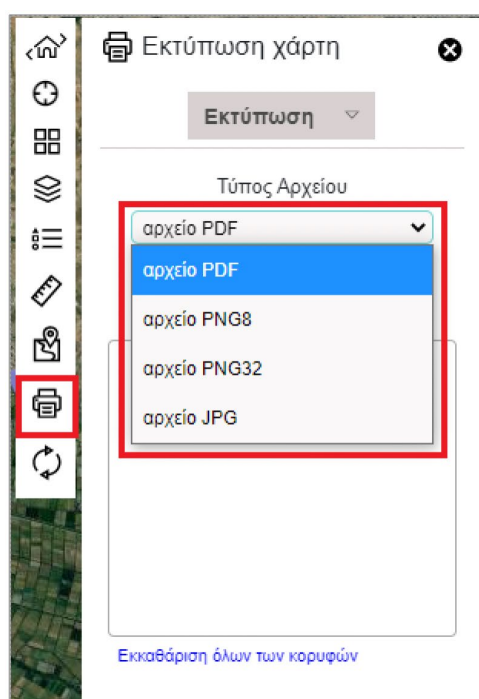 Εκτύπωση χάρτη
Εκτύπωση
Τύπος Αρχείου
αρχείο PDF
αρχείο PDF
αρχείο PNG8
αρχείο PNG32
αρχείο JPG
Εκκαθάριση όλων των κορυφών